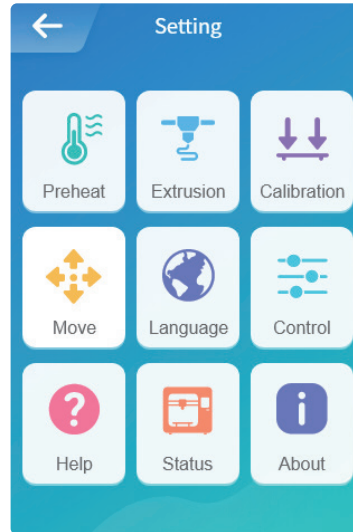 Setting
Preheat
Extrusion
Calibration
Move
Language
Control
Help
Status
About